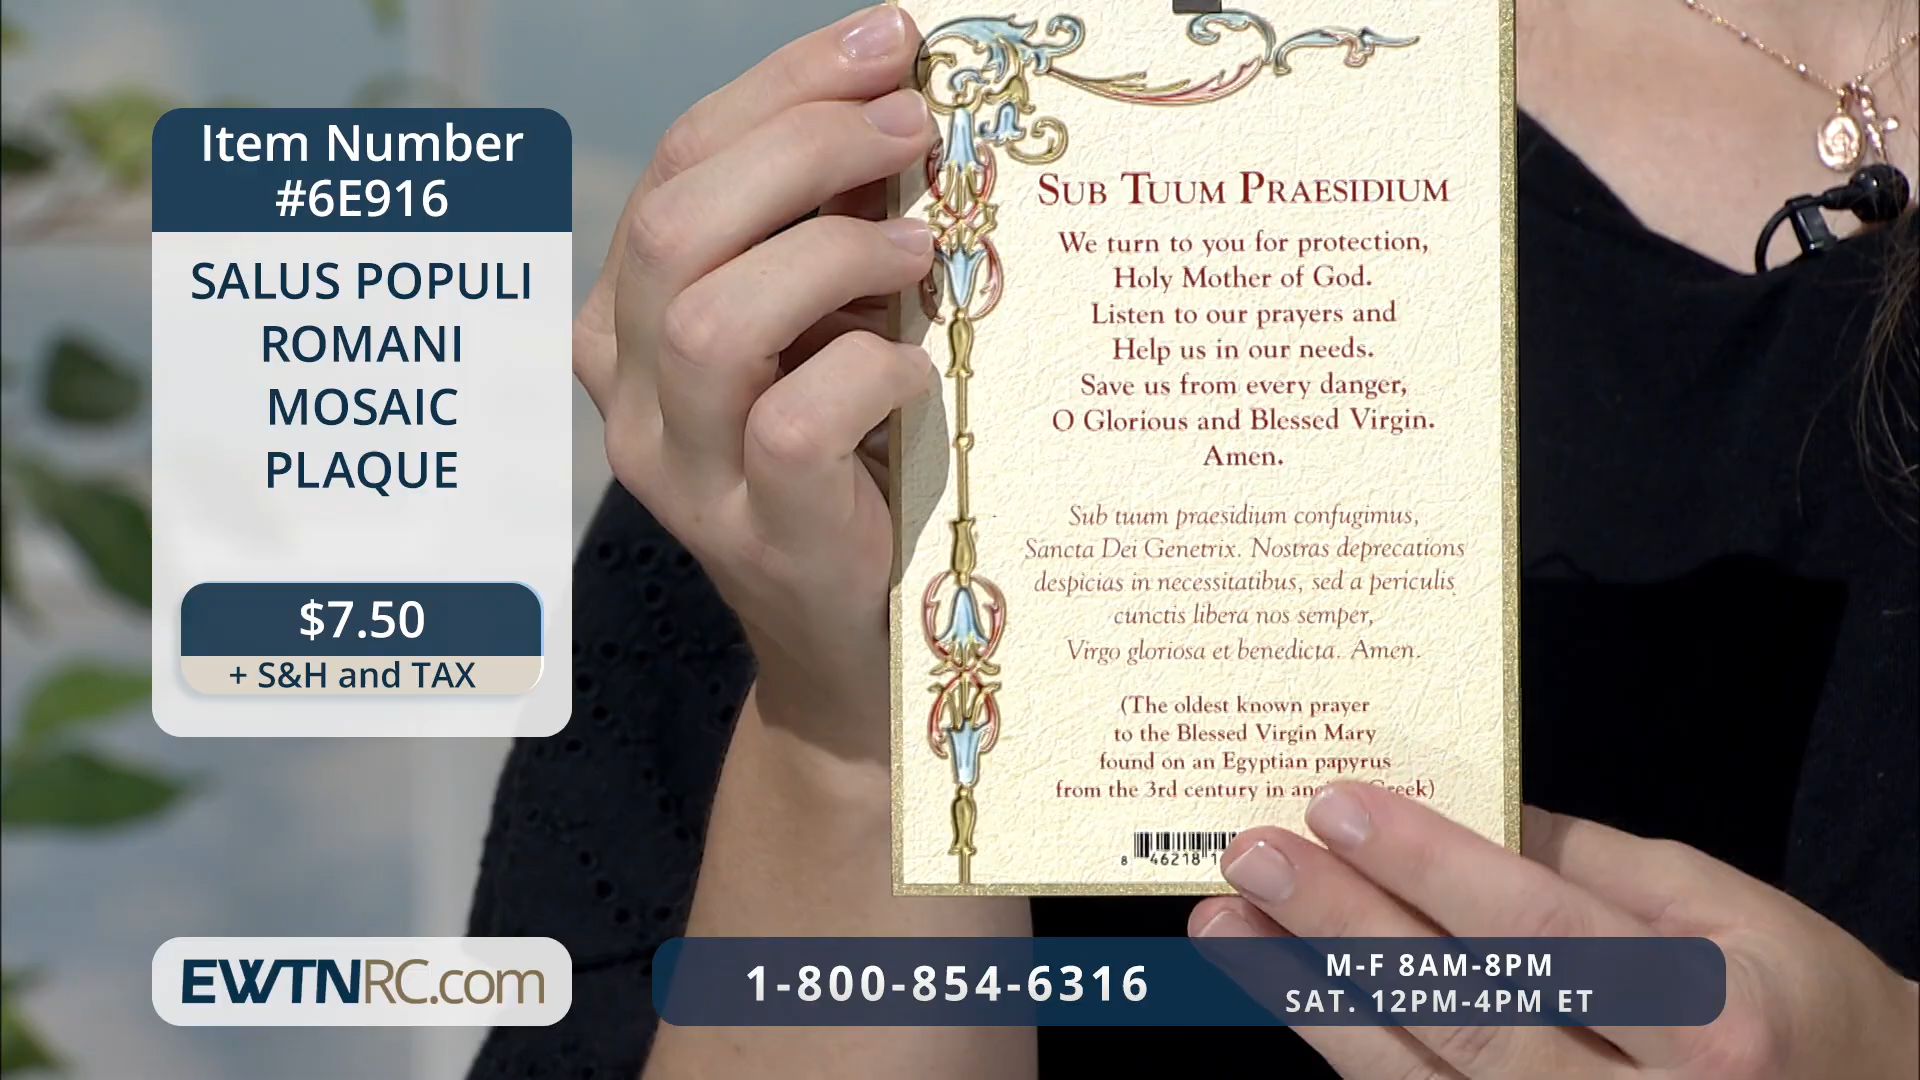 Item Number
#6E916
SALUS POPULI
ROMANI
MOSAIC
PLAQUE
$7.50
+ S&H and TAX
EWTNRC.com
1-800-854-6316
M-F 8AM-8PM
SAT. 12PM-4PM ET
SUB TUUM PRAESIDIUM
We turn to you for protection,
Holy Mother of God.
Listen to our prayers and
Help us in our needs.
Save us from every danger,
O Glorious and Blessed Virgin.
Amen.
Sub tuum praesidium confugimus,
Sancta Dei Genetrix. Nostras deprecations
despicias in necessitatibus, sed a periculis
cunctis libera nos semper,
Virgo gloriosa et benedicta. Amen.
(The oldest known prayer
to the Blessed Virgin Mary
found on an Egyptian papyrus
from the 3rd century in
8 46218